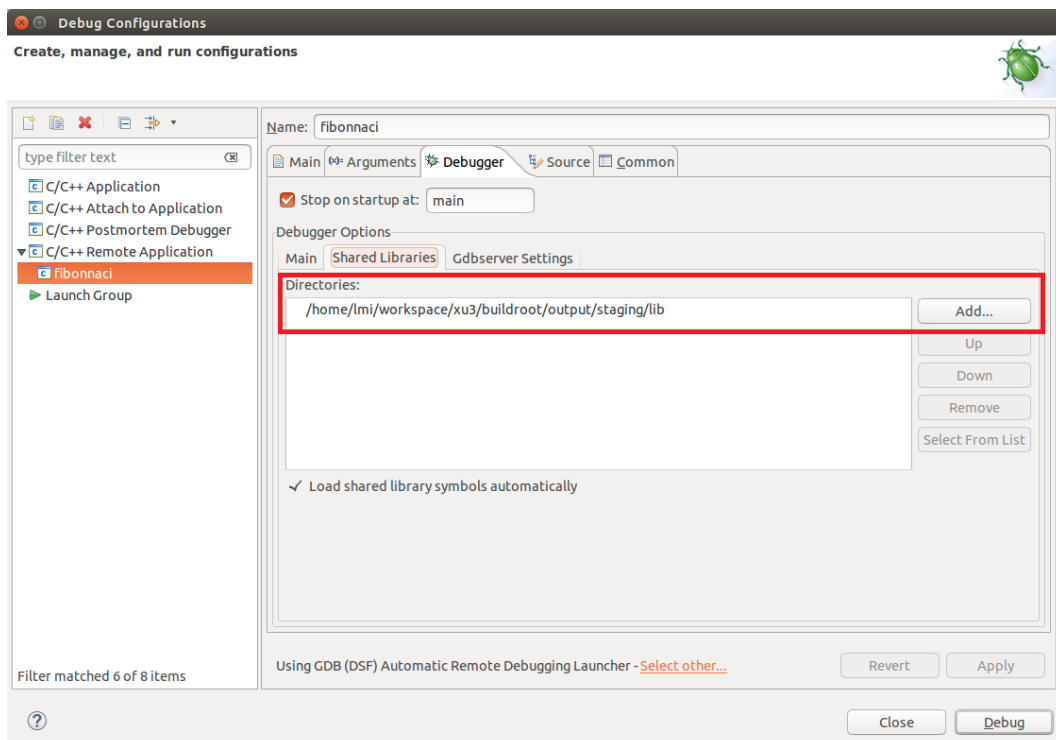 Debug Configurations
Create, manage, and run configurations
Name: fibonnaci
type filter text
Main Arguments Debugger Source Common
C/C++ Application
C/C++ Attach to Application
C/C++ Postmortem Debugger
C/C++ Remote Application
fibonnaci
Launch Group
Stop on startup at: main
Debugger Options
Main Shared Libraries Gdbserver Settings
Directories:
/home/lmi/workspace/xu3/buildroot/output/staging/lib
Add...
Up
Down
Remove
Select From List
Load shared library symbols automatically
Filter matched 6 of 8 items
Using GDB (DSF) Automatic Remote Debugging Launcher - Select other...
Revert Apply
Close Debug